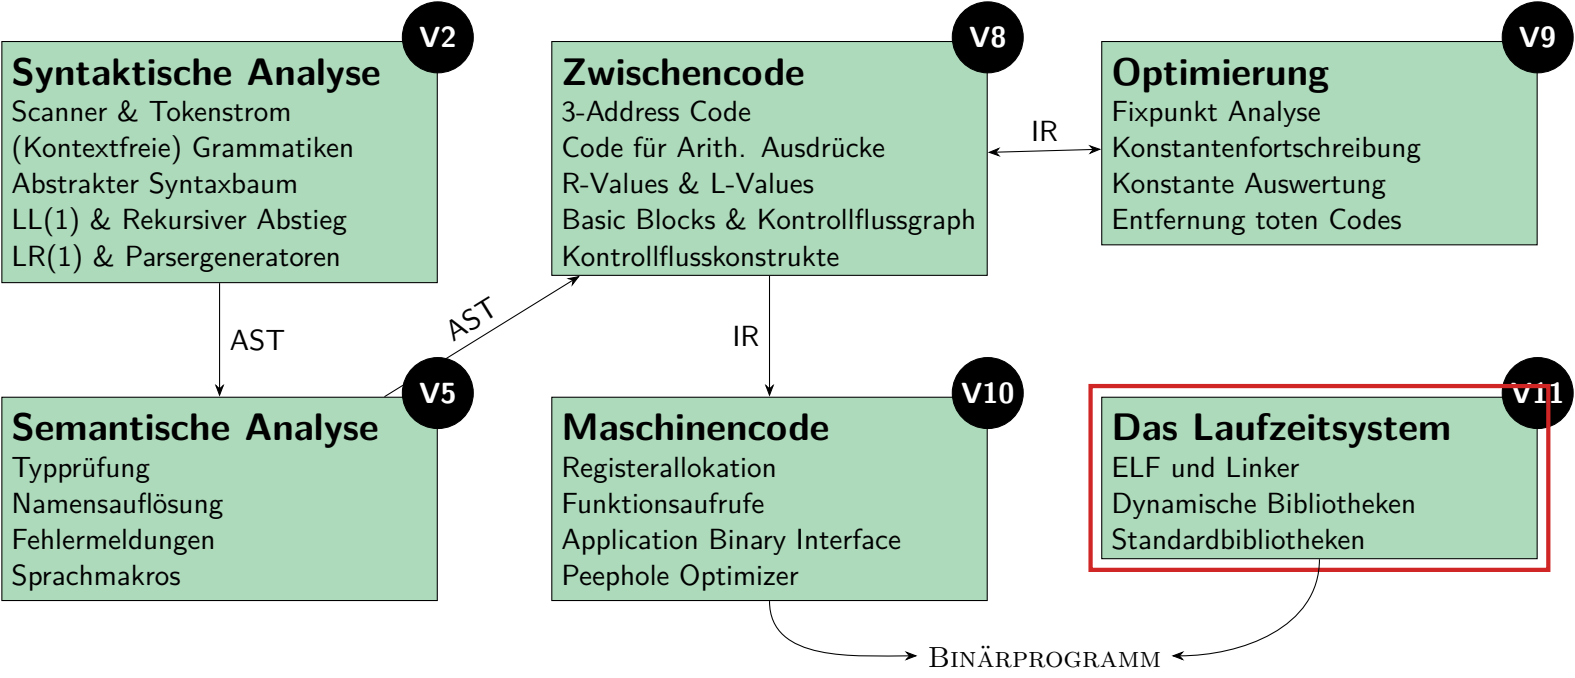 V2
Syntaktische Analyse
Scanner & Tokenstrom
(Kontextfreie) Grammatiken
Abstrakter Syntaxbaum
LL(1) & Rekursiver Abstieg
LR(1) & Parsergeneratoren
V8
Zwischencode
3-Address Code
Code für Arith. Ausdrücke
R-Values & L-Values
Basic Blocks & Kontrollflussgraph
Kontrollflusskonstrukte
IR
V9
Optimierung
Fixpunkt Analyse
Konstantenfortschreibung
Konstante Auswertung
Entfernung toten Codes
AST
AST
IR
V5
Semantische Analyse
Typprüfung
Namensauflösung
Fehlermeldungen
Sprachmakros
V10
Maschinencode
Registerallokation
Funktionsaufrufe
Application Binary Interface
Peephole Optimizer
V11
Das Laufzeitsystem
ELF und Linker
Dynamische Bibliotheken
Standardbibliotheken
BINÄRPROGRAMM